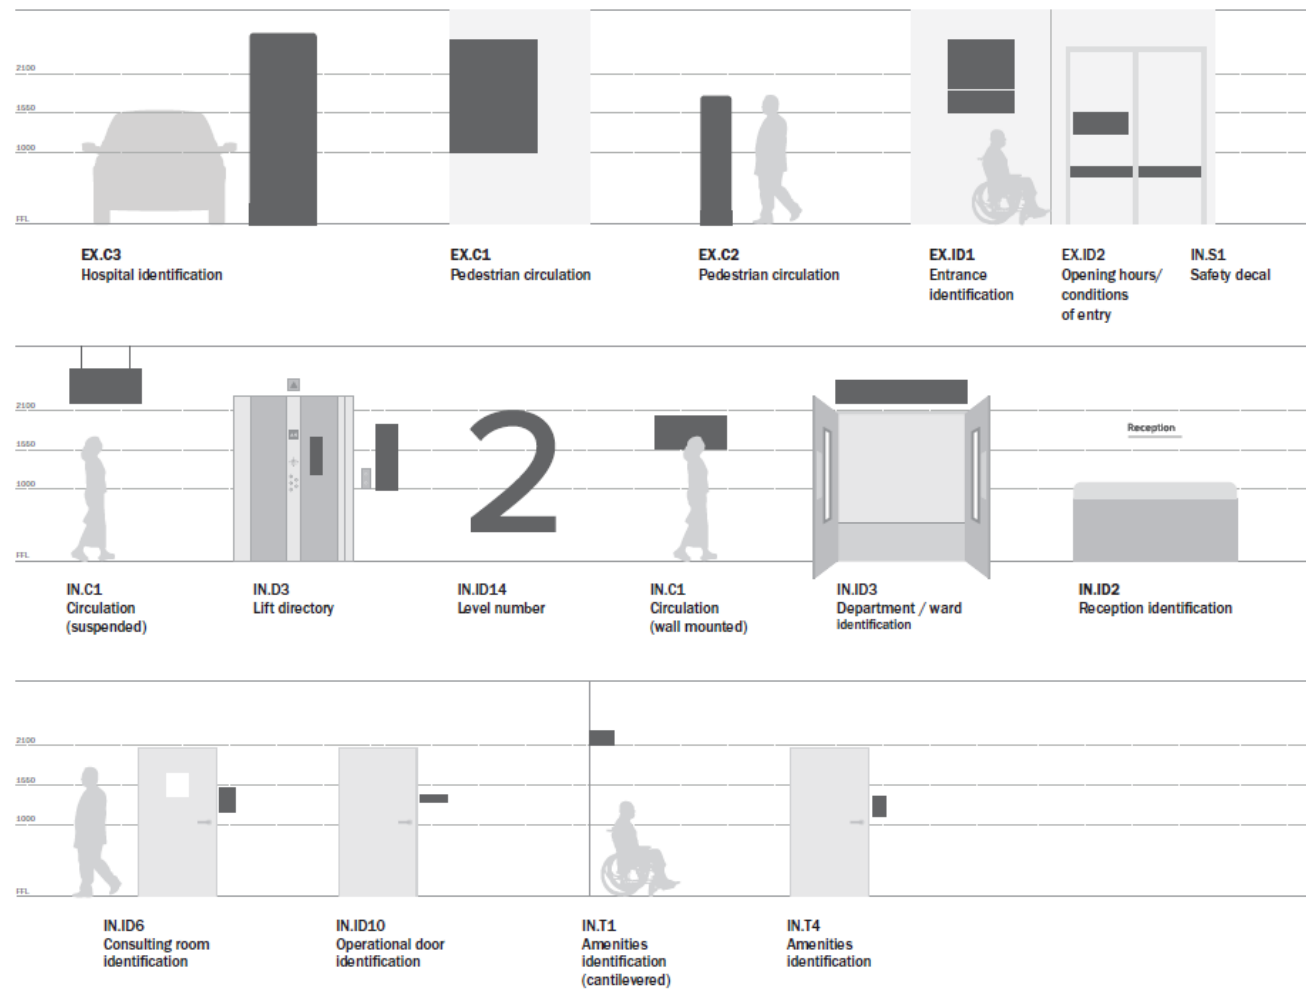 2100
1550
1000
FFL
EX.C3
Hospital identification
EX.C1
Pedestrian circulation
EX.C2
Pedestrian circulation
EX.ID1
Entrance
identification
EX.ID2
Opening hours/
conditions
of entry
IN.S1
Safety decal
2100
1550
1000
FFL
2
Reception
IN.C1
Circulation
(suspended)
IN.D3
Lift directory
IN.ID14
Level number
IN.C1
Circulation
(wall mounted)
IN.ID3
Department / ward
identification
IN.ID2
Reception identification
2100
1550
1000
FFL
IN.ID6
Consulting room
identification
IN.ID10
Operational door
identification
IN.T1
Amenities
identification
(cantilevered)
IN.T4
Amenities
identification